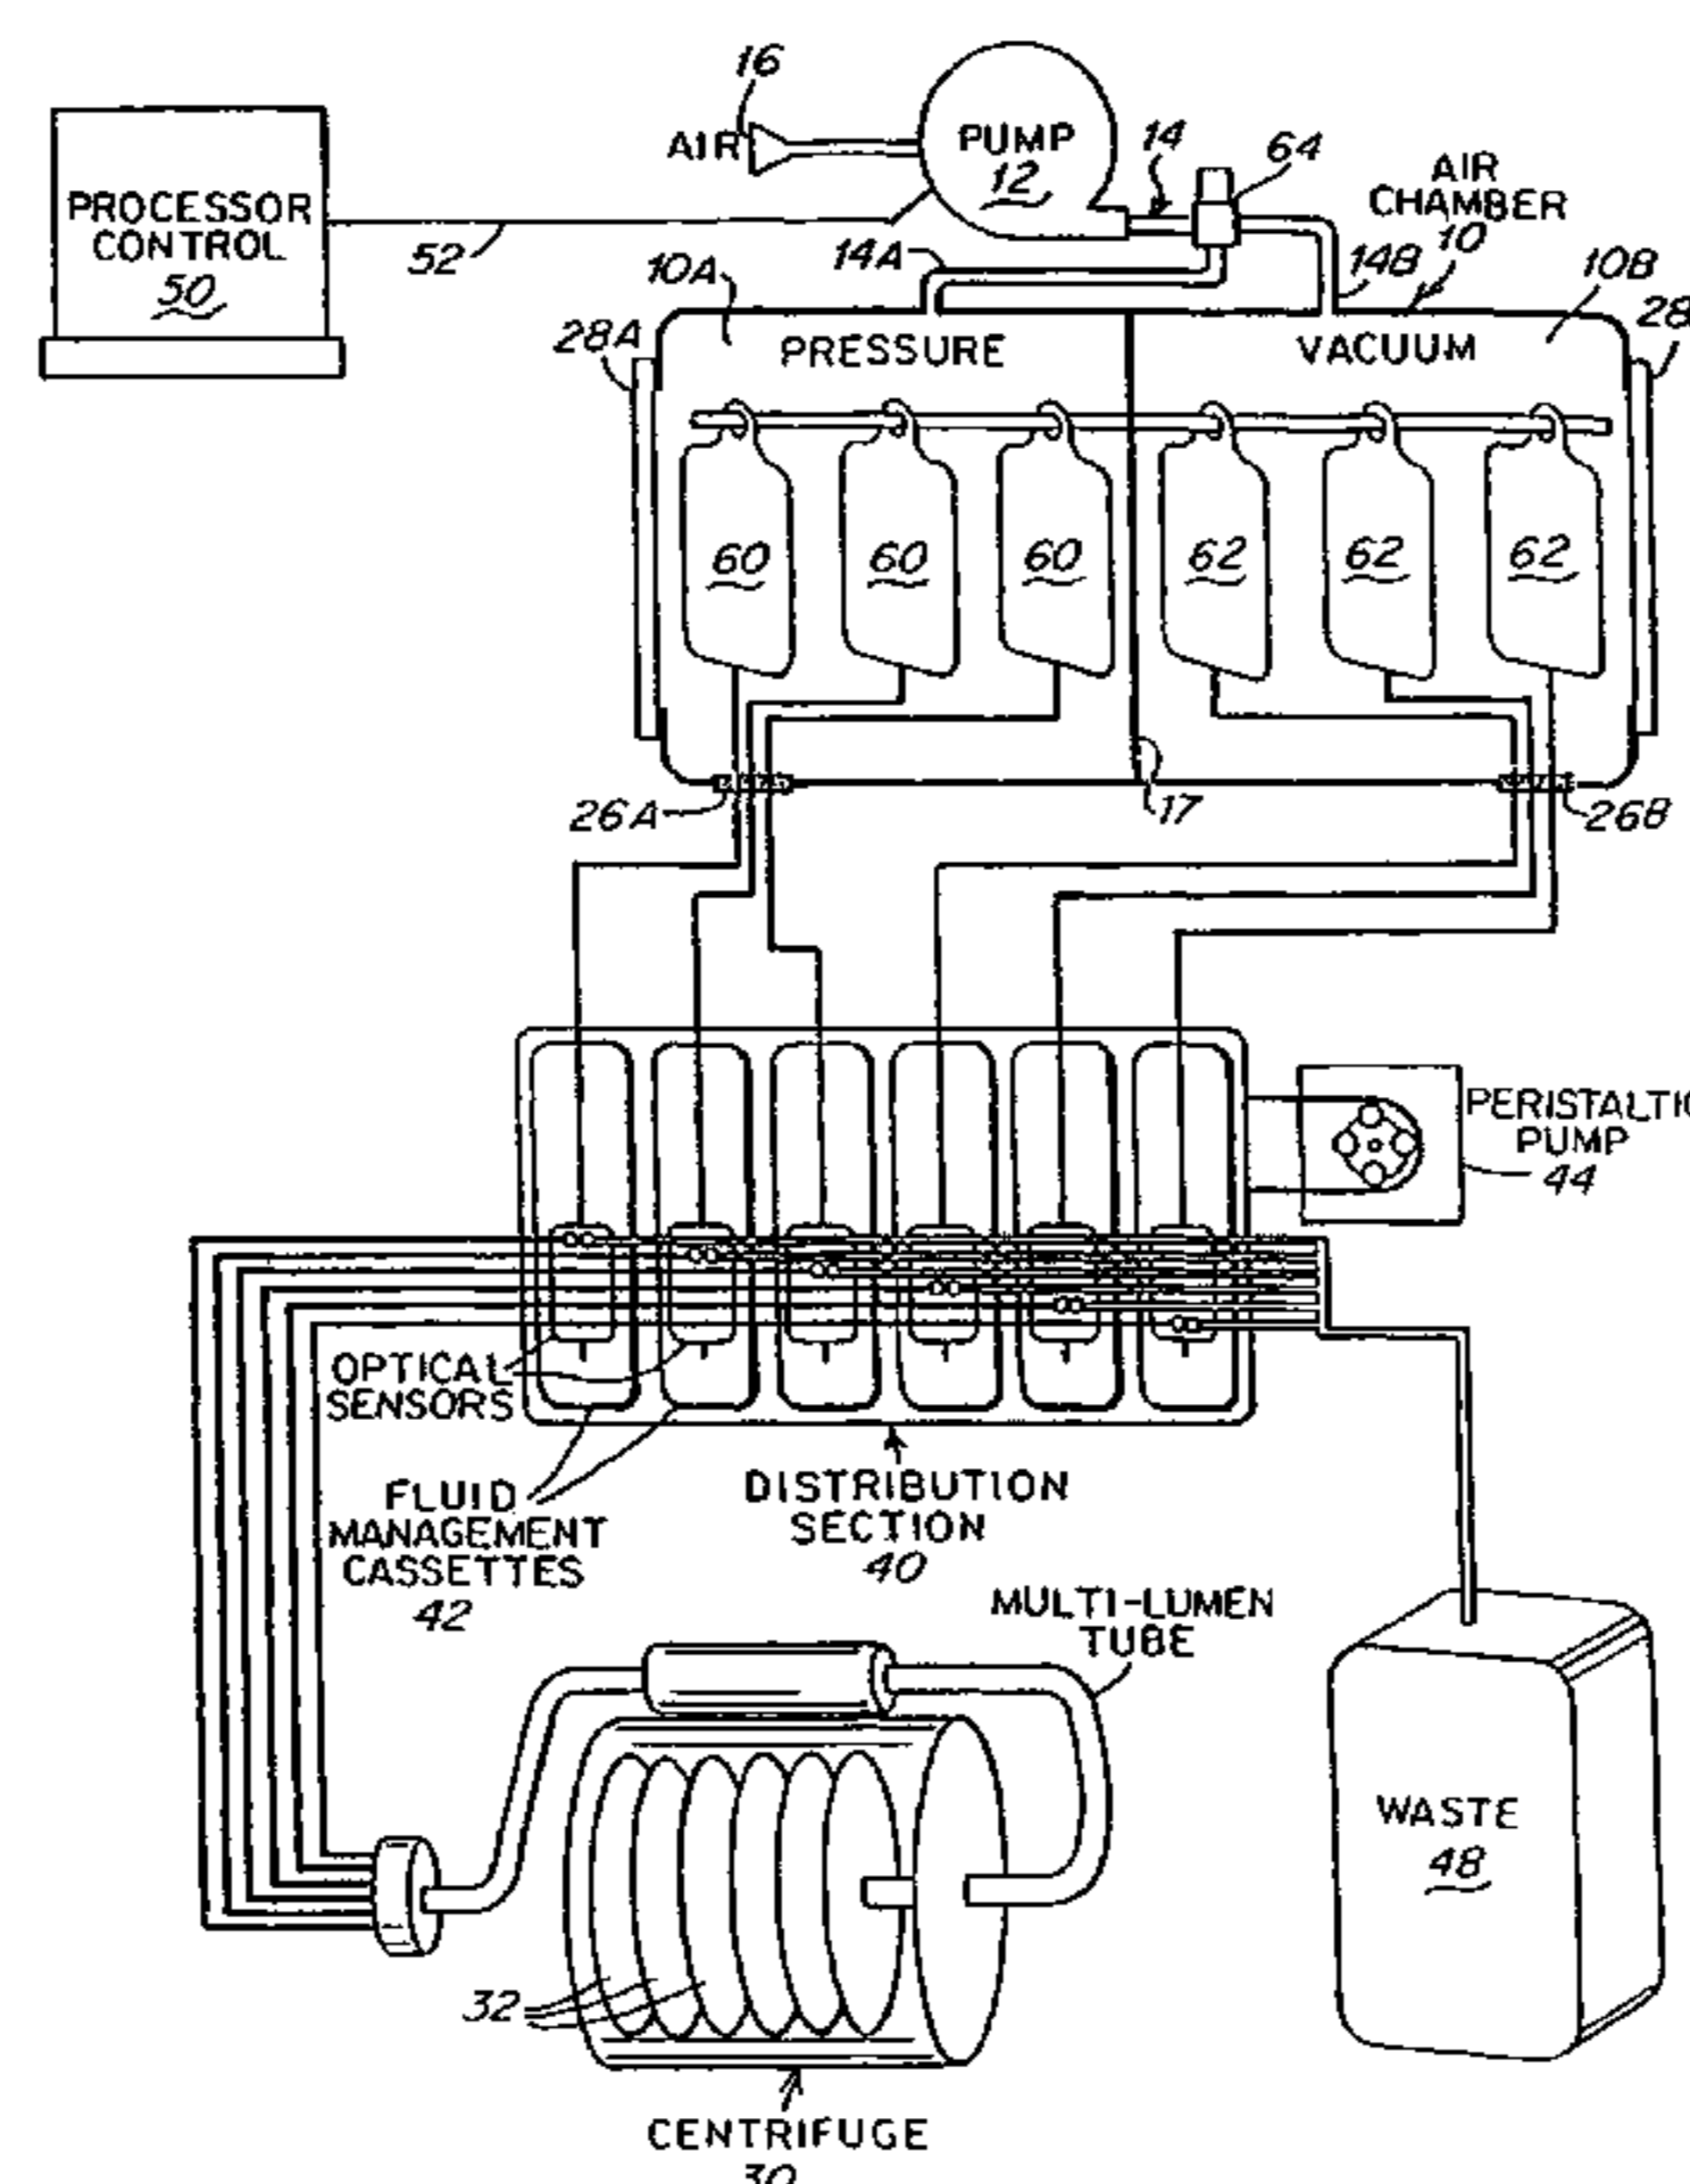 16
AIR
PUMP
12
14
64
AIR
CHAMBER
10
PROCESSOR
CONTROL
50
52
14A
14B
10A
10B
28A
28
PRESSURE
VACUUM
60
60
60
62
62
62
26A
17
26B
PERISTALTIC
PUMP
44
OPTICAL
SENSORS
FLUID
MANAGEMENT
CASSETTES
42
DISTRIBUTION
SECTION
40
MULTI-LUMEN
TUBE
WASTE
48
32
CENTRIFUGE
30